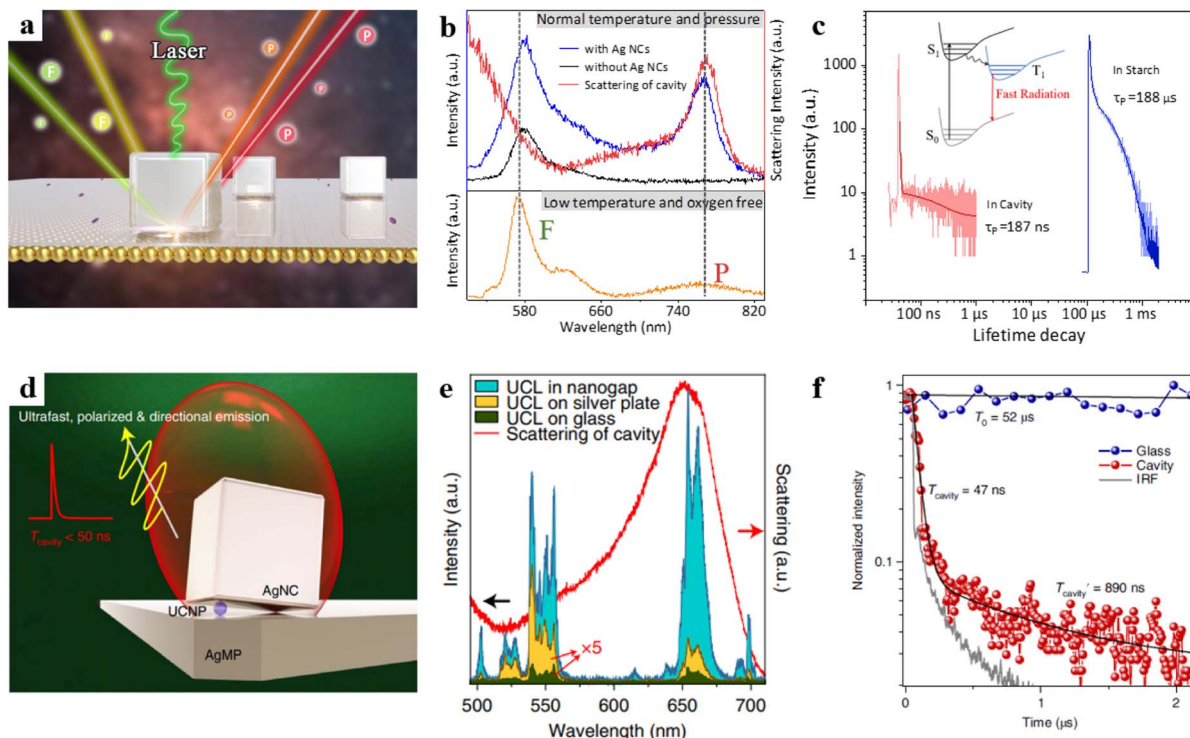 a
F
F
F
Laser
P
P
P
P
P
b
Normal temperature and pressure
with Ag NCs
without Ag NCs
Scattering of cavity
Intensity (a.u.)
Scattering Intensity (a.u.)
Low temperature and oxygen free
F
P
Intensity (a.u.)
580
660
740
820
Wavelength (nm)
c
S1
T1
Fast Radiation
S0
In Starch
τP =188 μs
In Cavity
τP =187 ns
Intensity (a.u.)
1000
100
10
1
100 ns
1 μs
100 μs
1 ms
Lifetime decay
d
Ultrafast, polarized & directional emission
Tcavity < 50 ns
AgNC
UCNP
AgMP
e
UCL in nanogap
UCL on silver plate
UCL on glass
Scattering of cavity
×5
Intensity (a.u.)
Scattering (a.u.)
500
550
600
650
700
Wavelength (nm)
f
T0 = 52 μs
Glass
Cavity
IRF
Tcavity = 47 ns
Tcavity' = 890 ns
Normalized intensity
1
0.1
0
1
2
Time (μs)